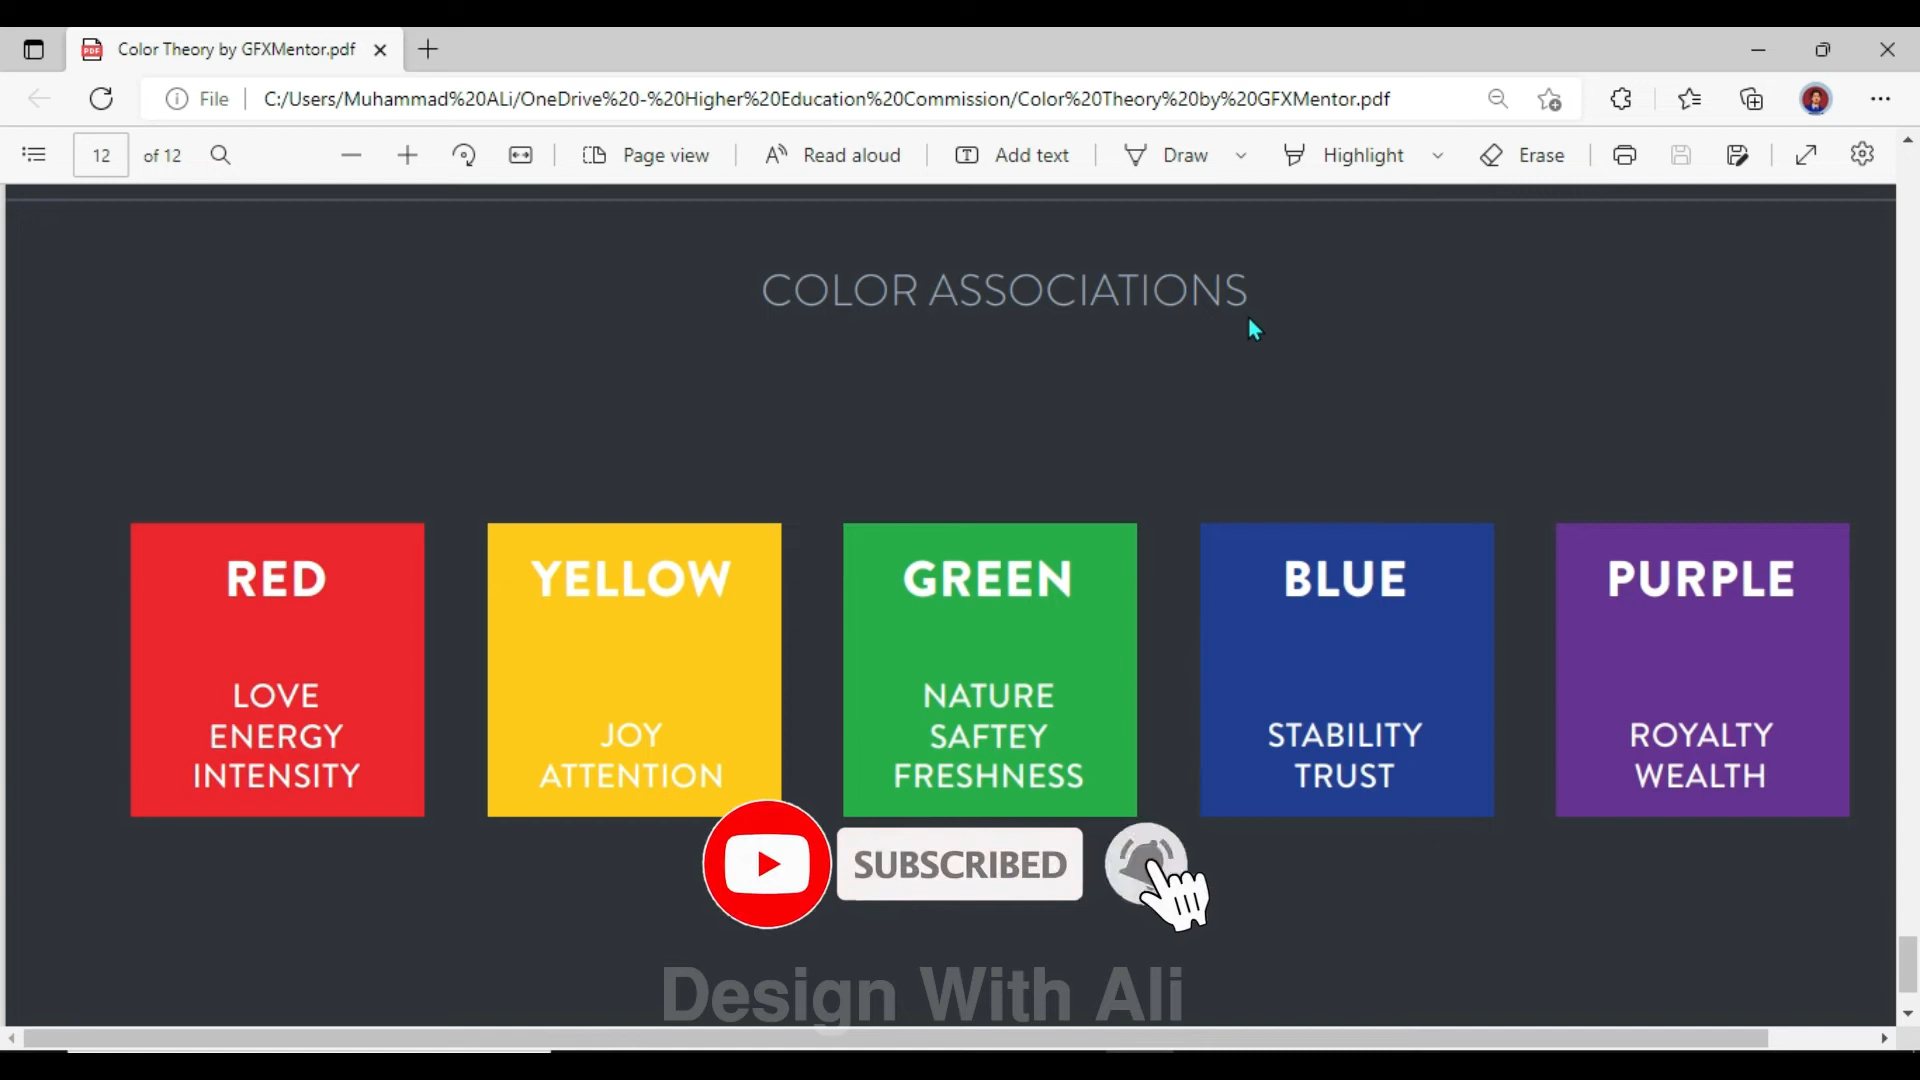 Color Theory by GFXMentor.pdf
File
C:/Users/Muhammad%20ALi/OneDrive%20-%20Higher%20Education%20Commission/Color%20Theory%20by%20GFXMentor.pdf
12 of 12
Page view
Read aloud
Add text
Draw
Highlight
Erase
COLOR ASSOCIATIONS
RED
LOVE
ENERGY
INTENSITY
YELLOW
JOY
ATTENTION
GREEN
NATURE
SAFTEY
FRESHNESS
BLUE
STABILITY
TRUST
PURPLE
ROYALTY
WEALTH
SUBSCRIBED
Design With Ali